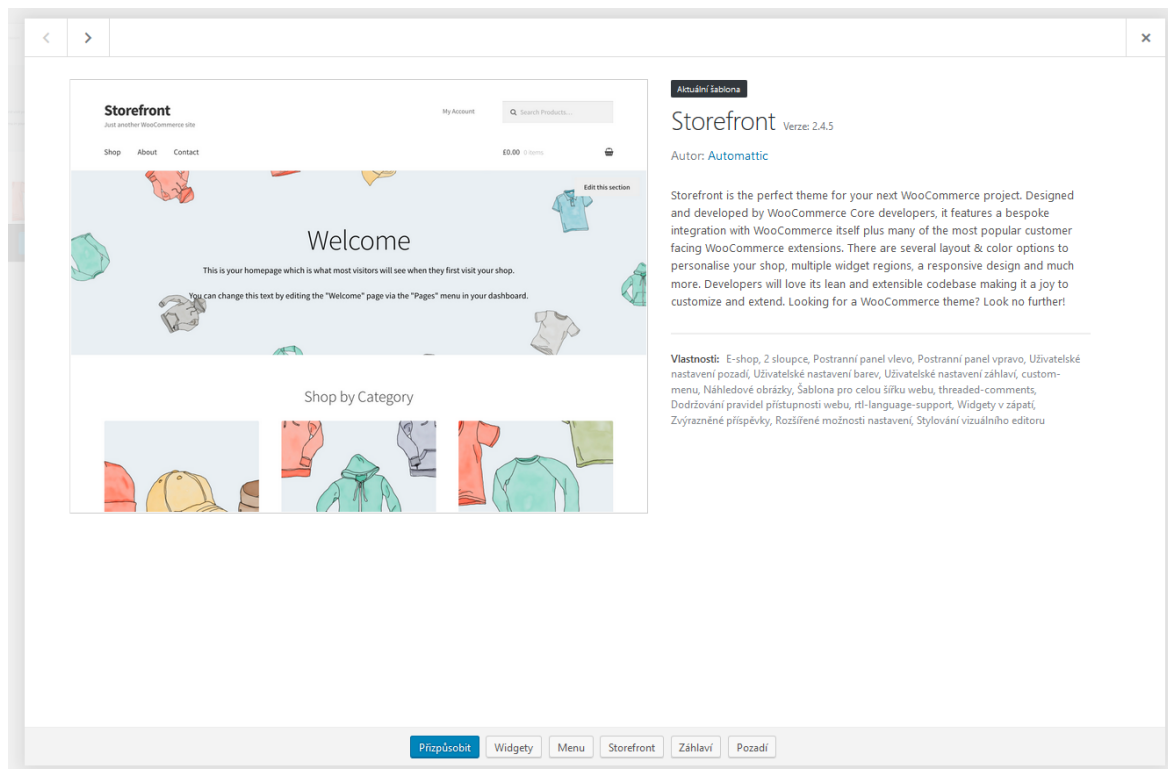 Storefront
Just another WooCommerce site
My Account
Search Products...
Shop About Contact
£0.00 0 items
Edit this section
Welcome
This is your homepage which is what most visitors will see when they first visit your shop.
You can change this text by editing the "Welcome" page via the "Pages" menu in your dashboard.
Shop by Category
Aktuální šablona
Storefront Verze: 2.4.5
Autor: Automattic
Storefront is the perfect theme for your next WooCommerce project. Designed
and developed by WooCommerce Core developers, it features a bespoke
integration with WooCommerce itself plus many of the most popular customer
facing WooCommerce extensions. There are several layout & color options to
personalise your shop, multiple widget regions, a responsive design and much
more. Developers will love its lean and extensible codebase making it a joy to
customize and extend. Looking for a WooCommerce theme? Look no further!
Vlastnosti: E-shop, 2 sloupce, Postranní panel vlevo, Postranní panel vpravo, Uživatelské
nastavení pozadí, Uživatelské nastavení barev, Uživatelské nastavení záhlaví, custom-
menu, Náhledové obrázky, Šablona pro celou šířku webu, threaded-comments,
Dodržování pravidel přístupnosti webu, rtl-language-support, Widgety v zápatí,
Zvýrazněné příspěvky, Rozšířené možnosti nastavení, Stylování vizuálního editoru
Přizpůsobit Widgety Menu Storefront Záhlaví Pozadí